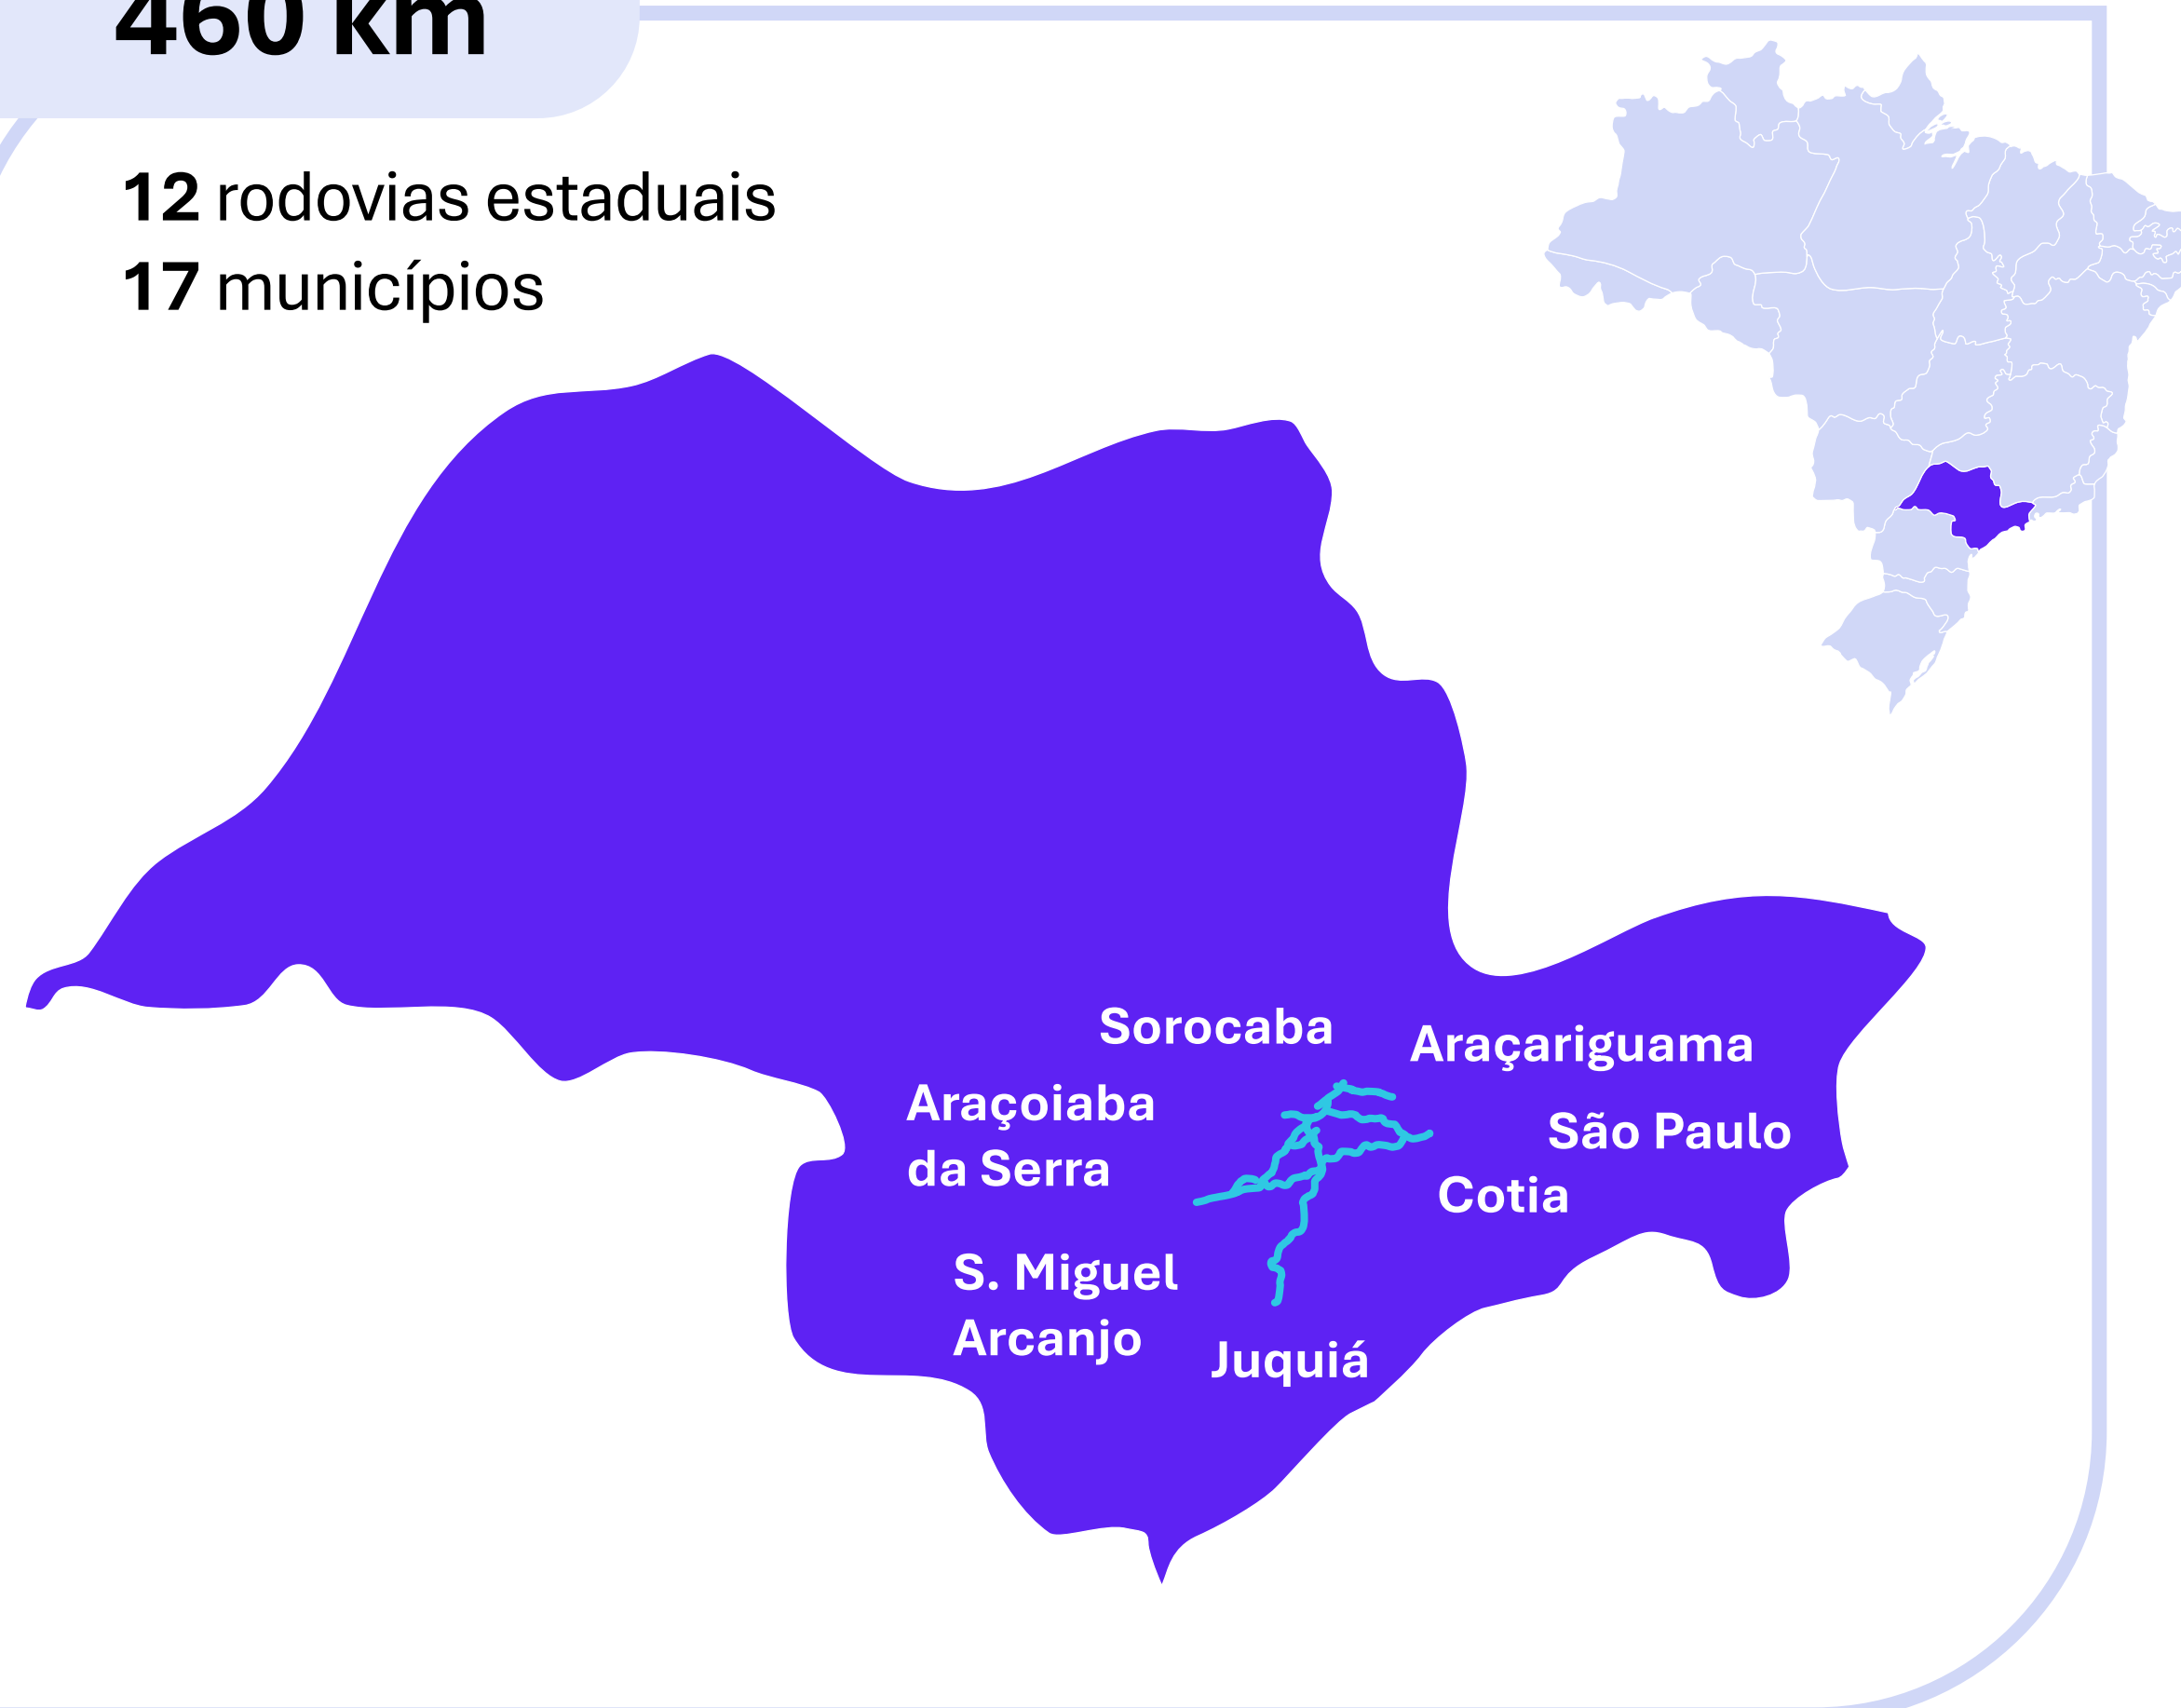 460 km
12 rodovias estaduais
17 municípios
Sorocaba
Araçariguama
Araçoiaba
da Serra
São Paulo
Cotia
S. Miguel
Arcanjo
Juquiá